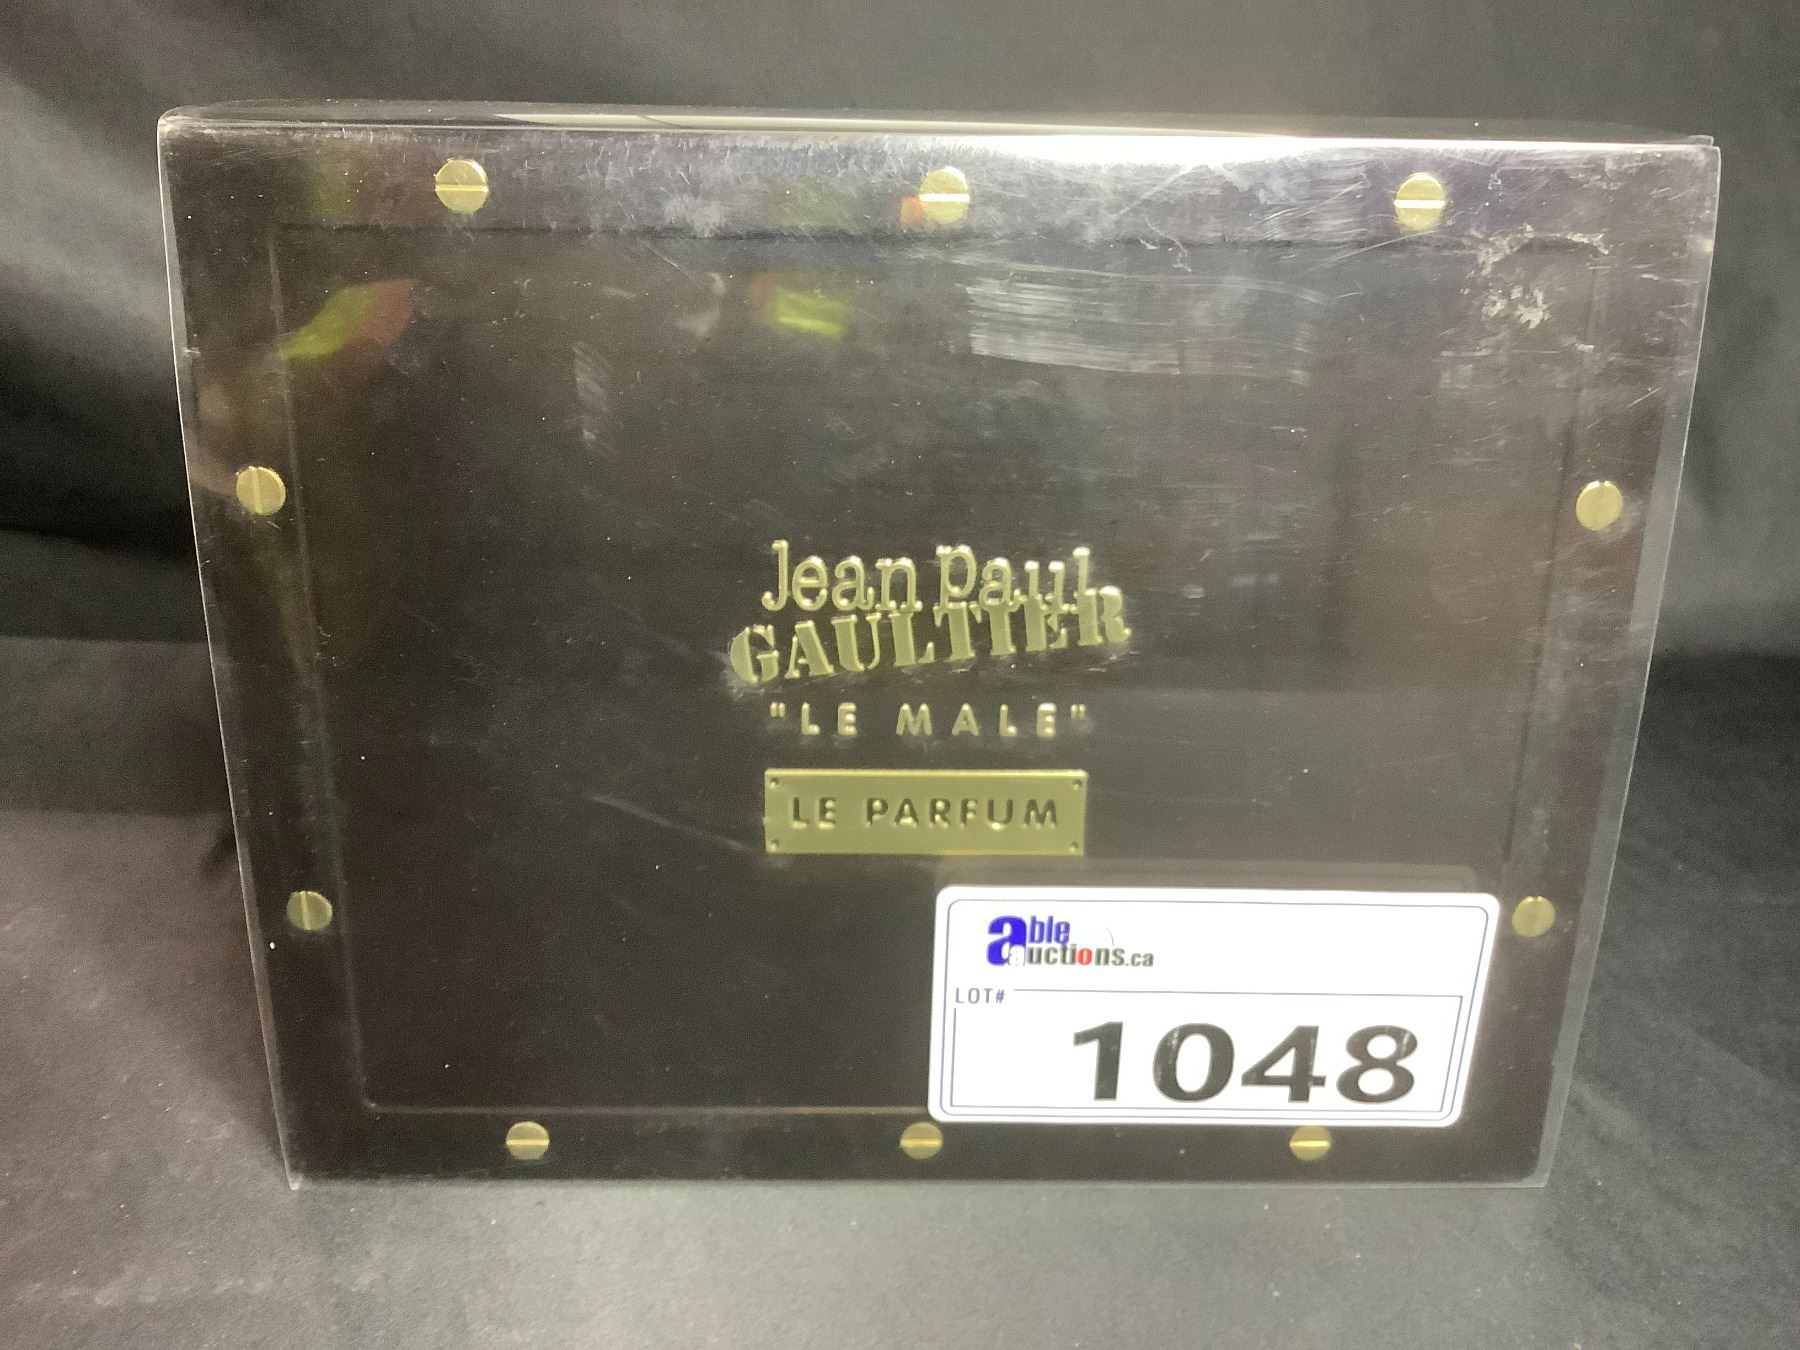 Jean Paul
GAULTIER
"LE MALE"
LE PARFUM
able
auctions.ca
LOT#
1048